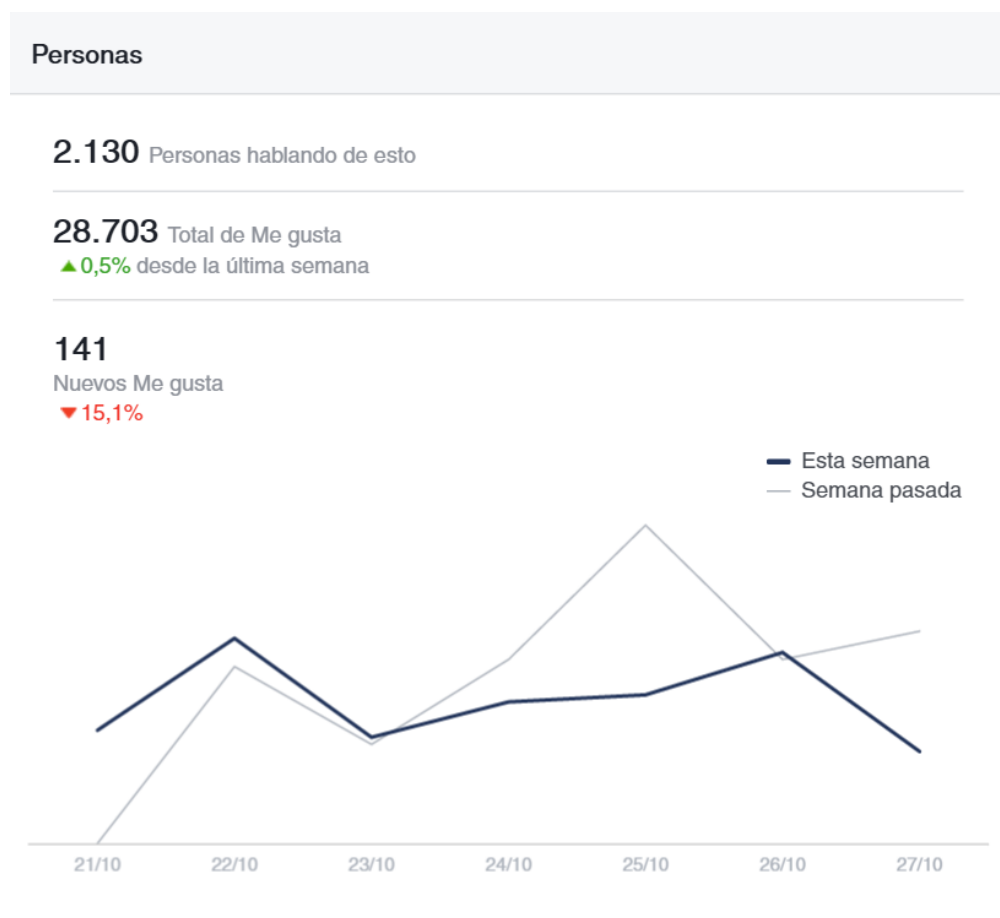 Personas
2.130 Personas hablando de esto
28.703 Total de Me gusta
0,5% desde la última semana
141
Nuevos Me gusta
15,1%
Esta semana
Semana pasada
21/10 22/10 23/10 24/10 25/10 26/10 27/10